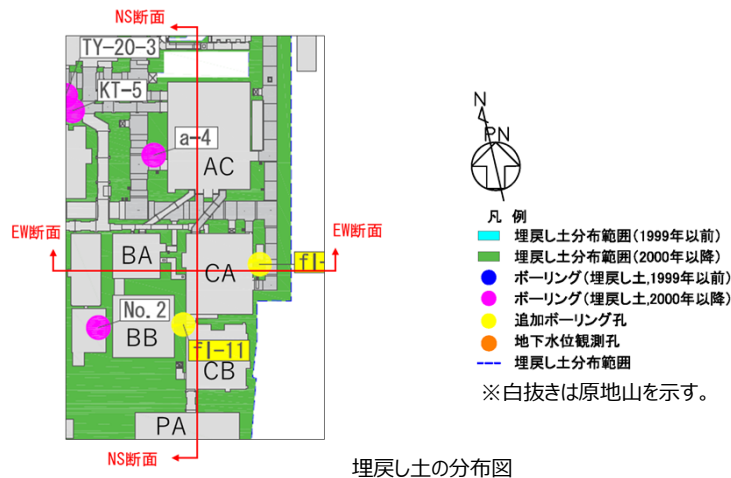 NS断面
TY-20-3
KT-5
a-4
AC
EW断面
EW断面
BA
CA
fl-
No.2
BB
fl-11
CB
PA
NS断面
N
PN
凡 例
埋戻し土分布範囲(1999年以前)
埋戻し土分布範囲(2000年以降)
ボーリング(埋戻し土,1999年以前)
ボーリング(埋戻し土,2000年以降)
追加ボーリング孔
地下水位観測孔
埋戻し土分布範囲
※白抜きは原地山を示す。
埋戻し土の分布図